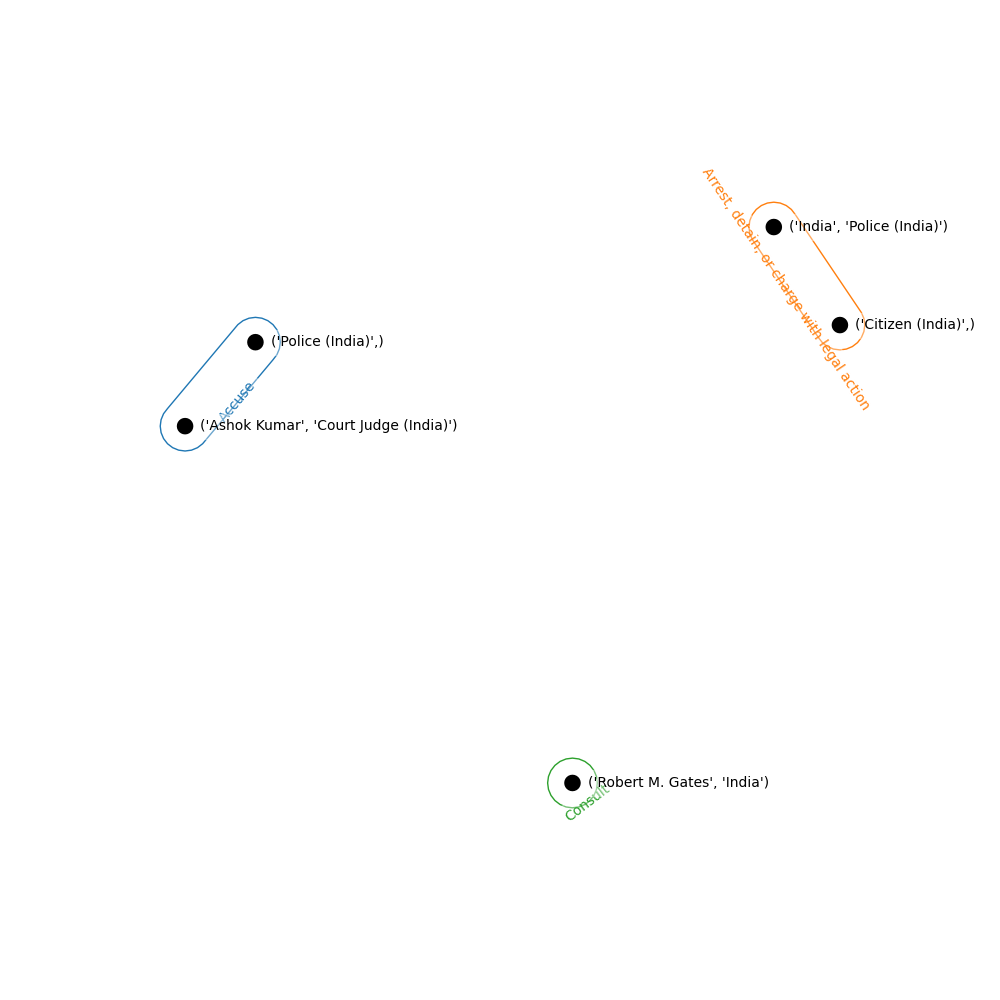 Arrest, detain, or charge with legal action
('India', 'Police (India)')
('Citizen (India)',)
('Police (India)',)
Accuse
('Ashok Kumar', 'Court Judge (India)')
('Robert M. Gates', 'India')
Consult